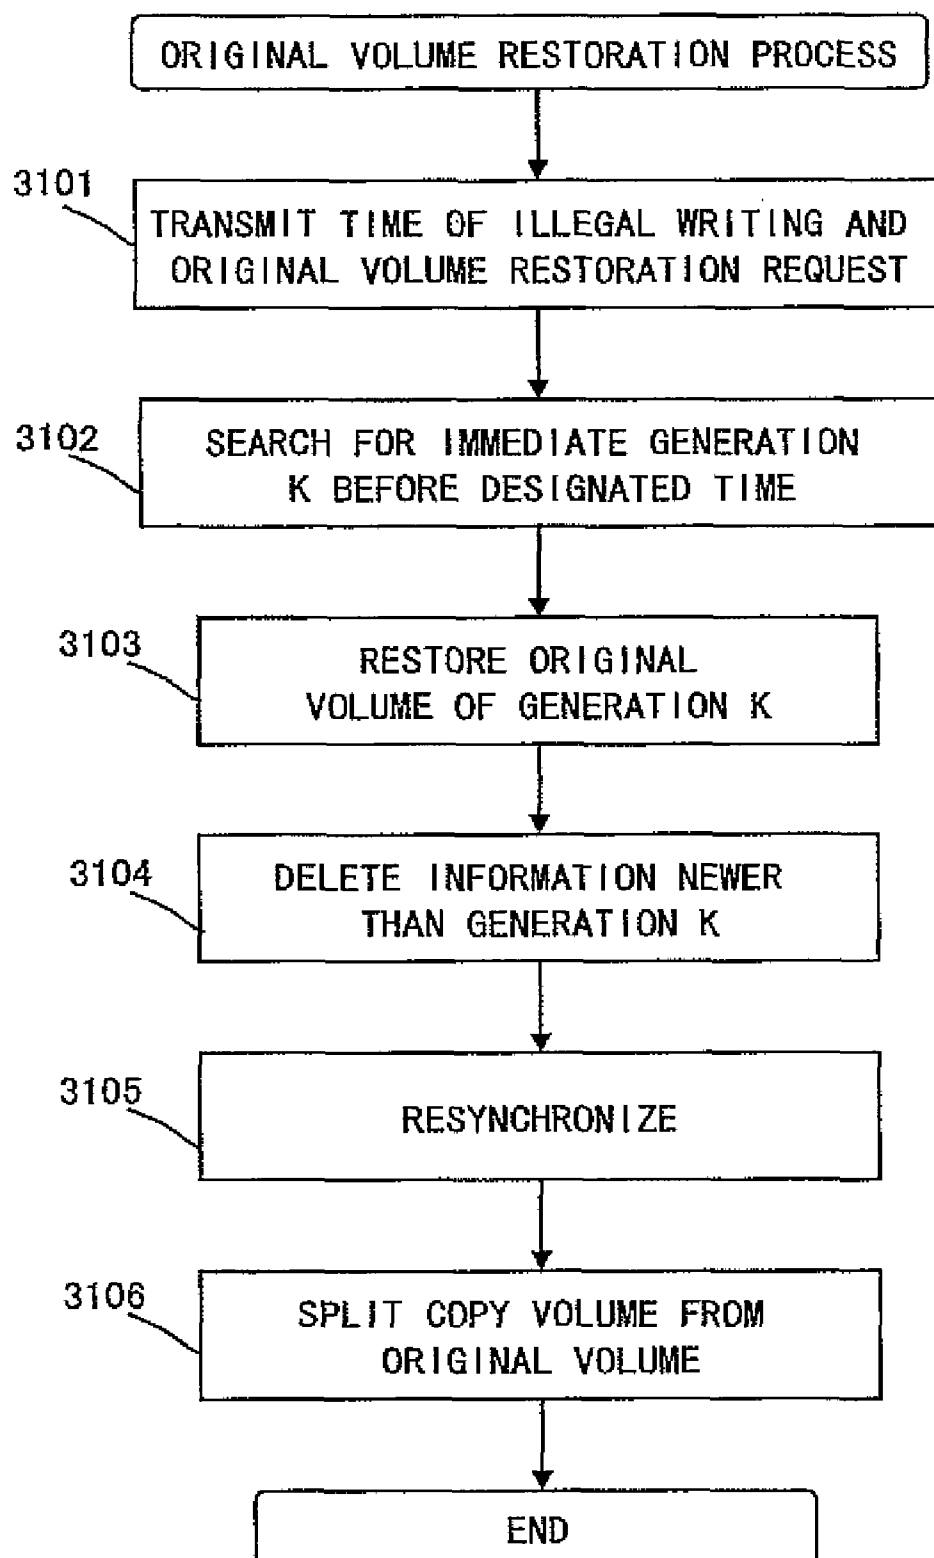 ORIGINAL VOLUME RESTORATION PROCESS
3101
TRANSMIT TIME OF ILLEGAL WRITING AND
ORIGINAL VOLUME RESTORATION REQUEST
3102
SEARCH FOR IMMEDIATE GENERATION
K BEFORE DESIGNATED TIME
3103
RESTORE ORIGINAL
VOLUME OF GENERATION K
3104
DELETE INFORMATION NEWER
THAN GENERATION K
3105
RESYNCHRONIZE
3106
SPLIT COPY VOLUME FROM
ORIGINAL VOLUME
END